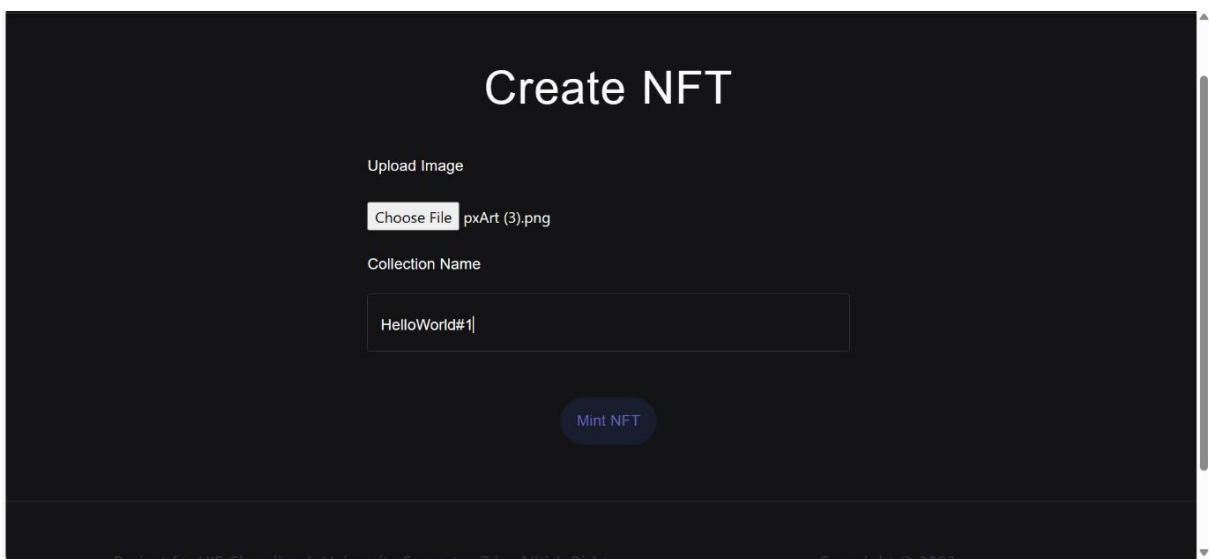 Create NFT
Upload Image
Choose File pxArt (3).png
Collection Name
HelloWorld#1
Mint NFT